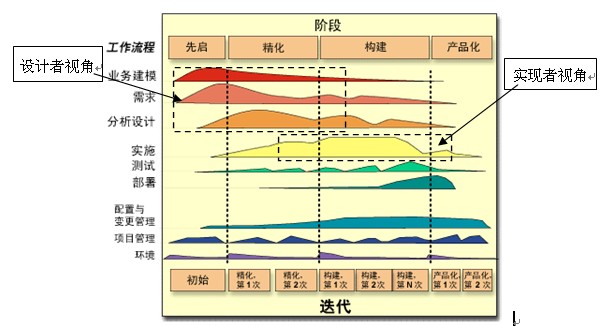 阶段
工作流程
先启
精化
构建
产品化
设计者视角
业务建模
需求
分析设计
实施
测试
部署
实现者视角
配置与
变更管理
项目管理
环境
初始
精化,
第1次
精化,
第2次
构建,
第1次
构建,
第2次
构建,
第N次
产品化,
第1次
产品化,
第2次
迭代